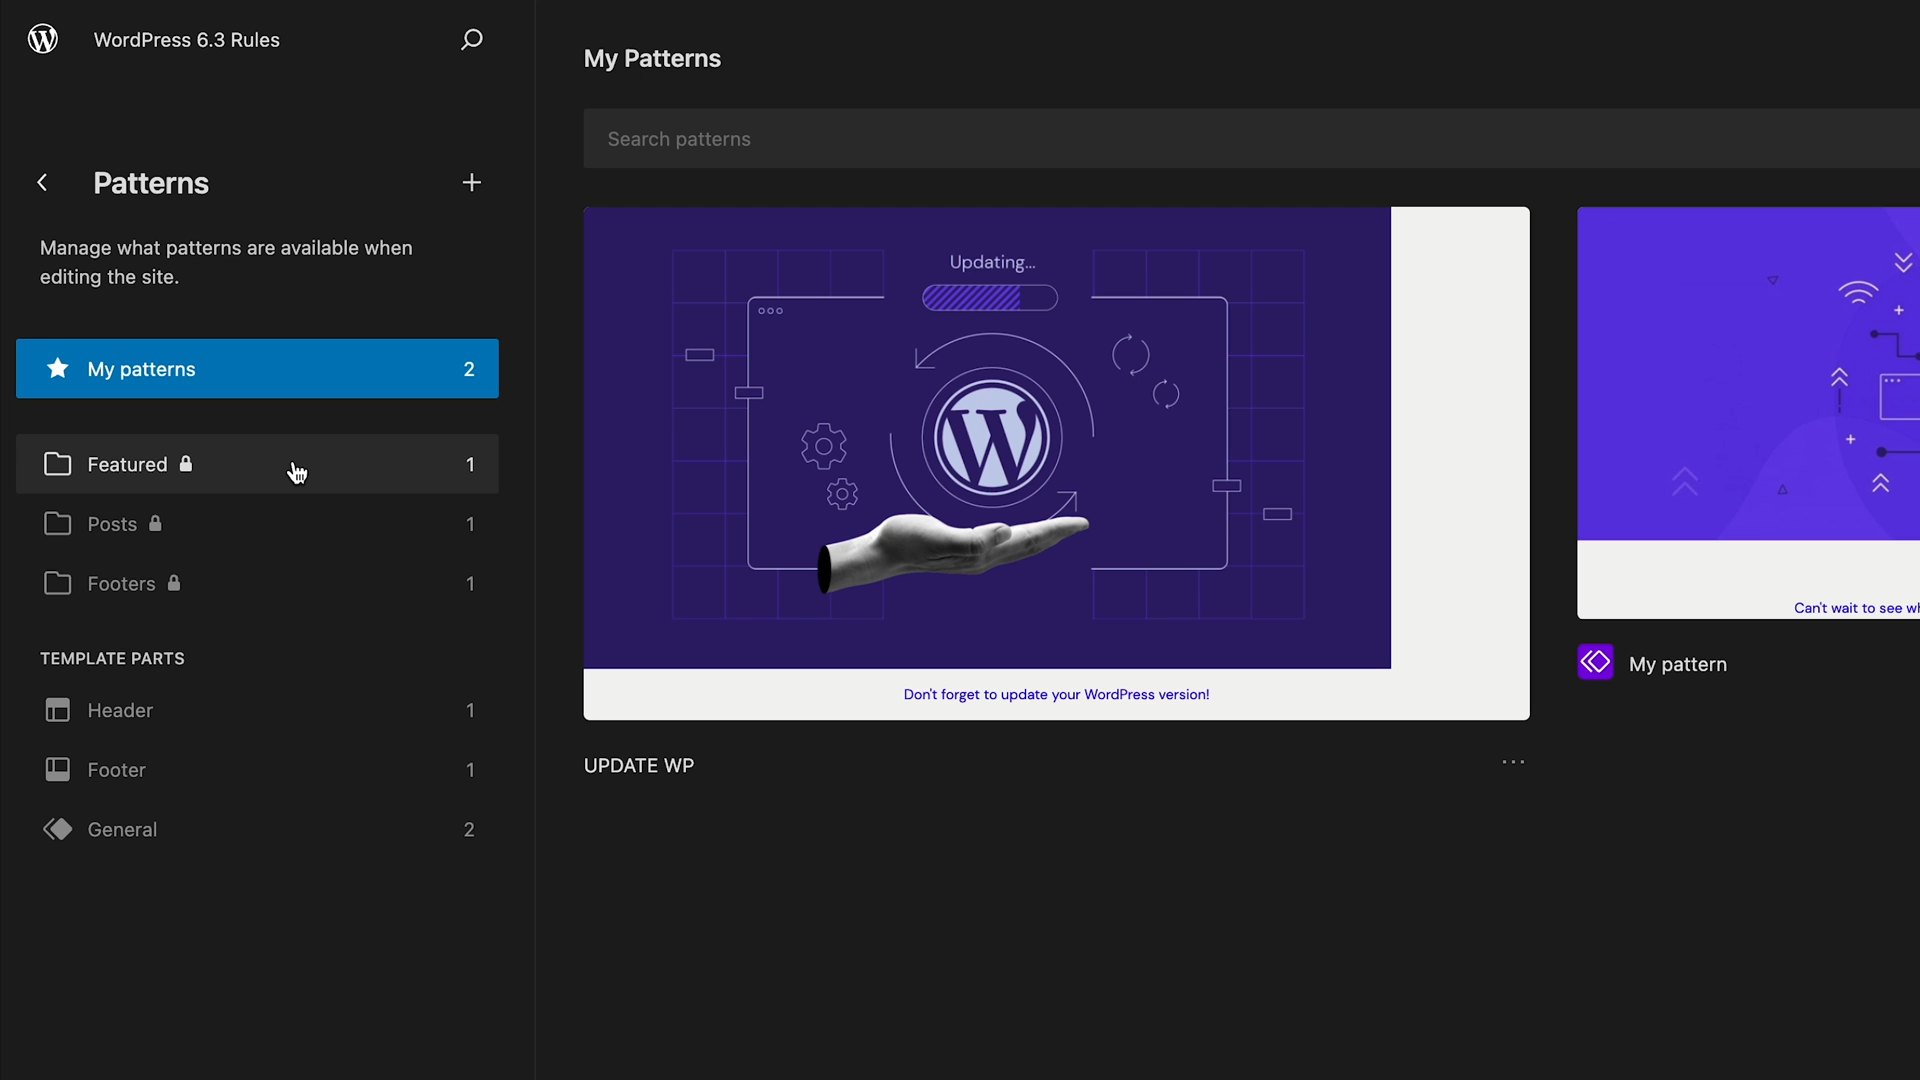 WordPress 6.3 Rules
Patterns
Manage what patterns are available when
editing the site.
My patterns 2
Featured 1
Posts 1
Footers 1
TEMPLATE PARTS
Header 1
Footer 1
General 2
My Patterns
Search patterns
Updating...
Don't forget to update your WordPress version!
UPDATE WP
Can't wait to see
My pattern